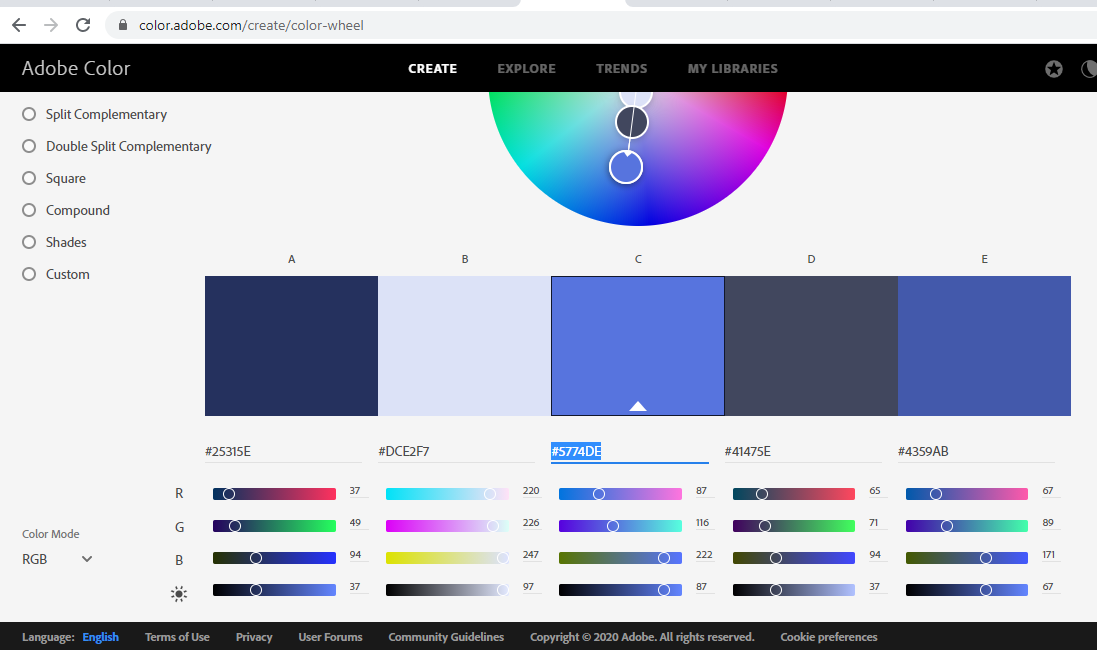 color.adobe.com/create/color-wheel
Adobe Color CREATE EXPLORE TRENDS MY LIBRARIES
Split Complementary
Double Split Complementary
Square
Compound
Shades
Custom
A B C D E
#25315E #DCE2F7 #5774DE #41475E #4359AB
R 37 220 87 65 67
G 49 226 116 71 89
Color Mode
RGB
B 94 247 222 94 171
37 97 87 37 67
Language: English Terms of Use Privacy User Forums Community Guidelines Copyright © 2020 Adobe. All rights reserved. Cookie preferences